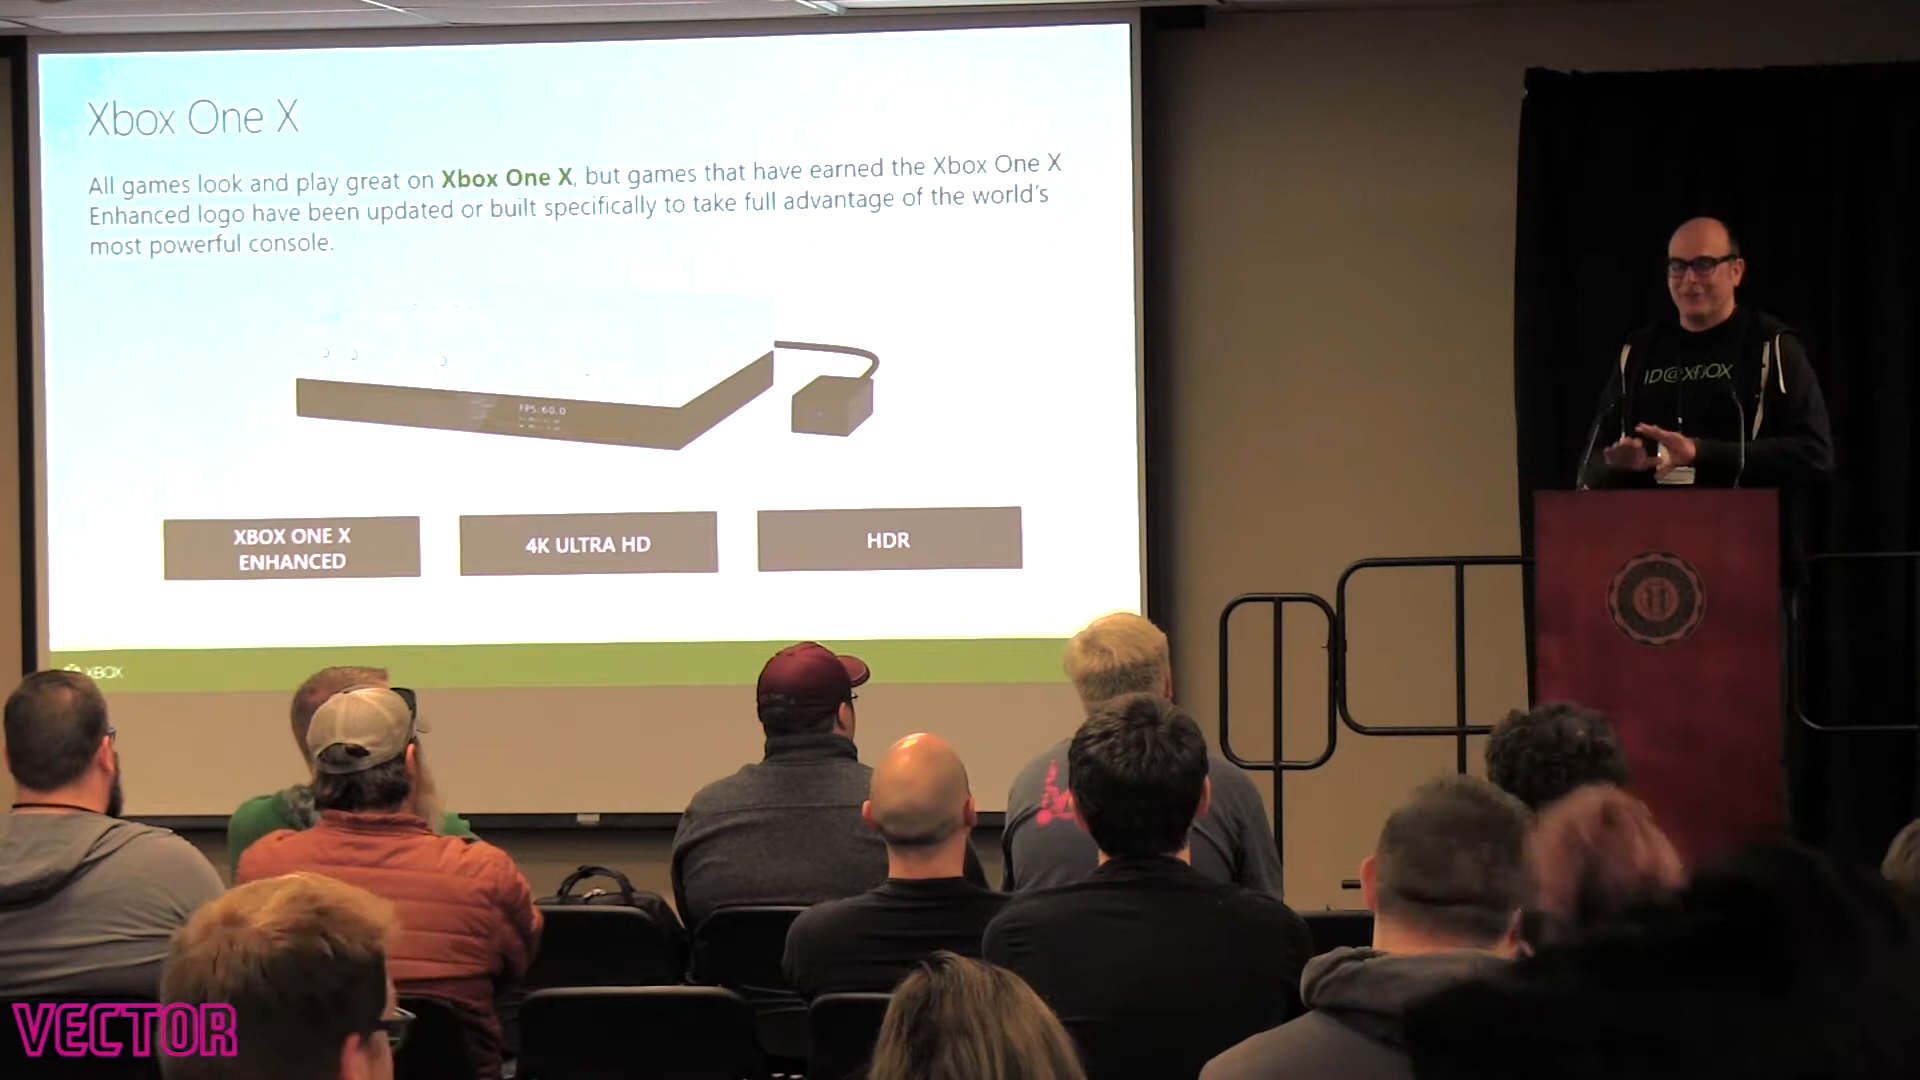 Xbox One X
All games look and play great on Xbox One X, but games that have earned the Xbox One X
Enhanced logo have been updated or built specifically to take full advantage of the world's
most powerful console.
FPS:60.0
XBOX ONE X
ENHANCED
4K ULTRA HD
HDR
XBOX
ID@XBOX
VECTOR